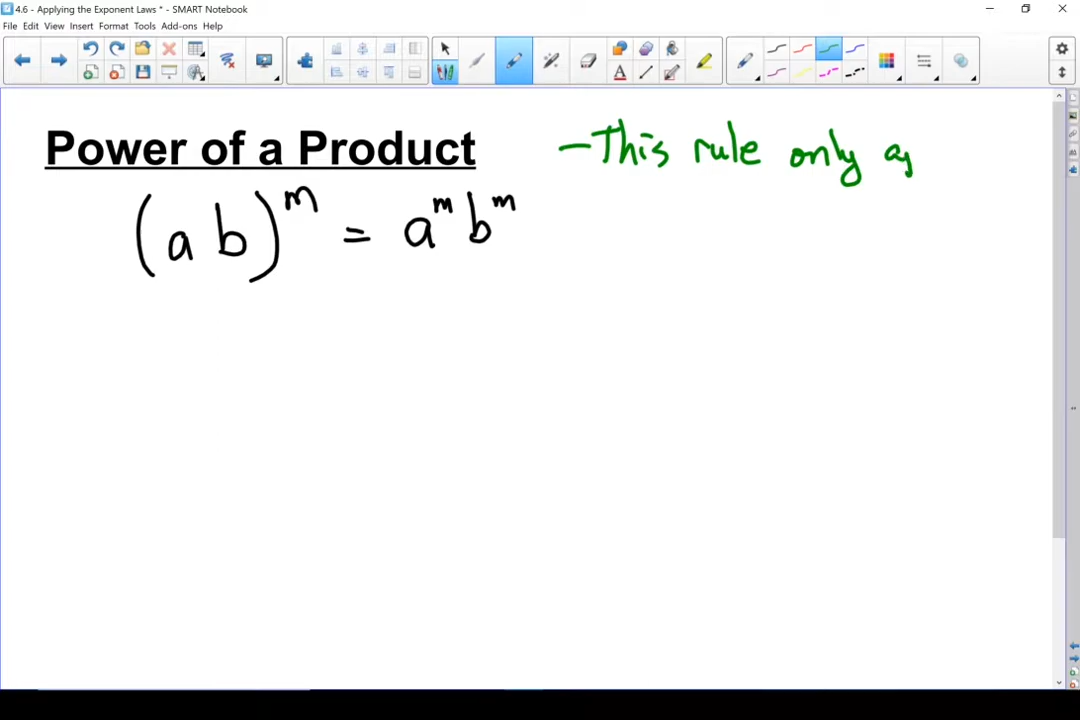 4.6 - Applying the Exponent Laws * - SMART Notebook
File Edit View Insert Format Tools Add-ons Help
Power of a Product - This rule only ap
(a b)^m = a^m b^m